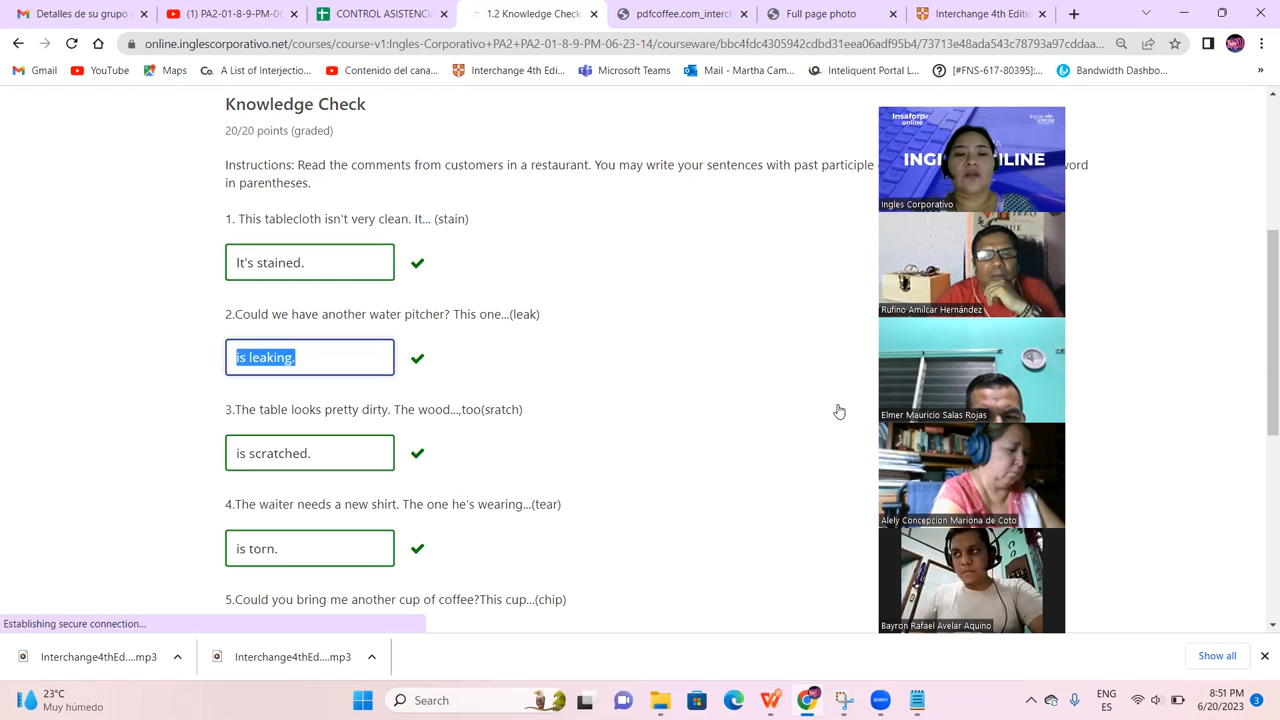 Detalles de su grupo
PA2-01-8-9-PM-06
CONTROL ASISTENC
1.2 Knowledge Check
pdfcoffee.com_interch
Full page photo
Interchange 4th Editi
online.inglescorporativo.net/courses/course-v1:Ingles-Corporativo+PA2+PA2-01-8-9-PM-06-23-14/courseware/bbc4fdc4305942cdbd31eea06adf95b4/73713e48ada543c78793a97cddaa...
Gmail
YouTube
Maps
A List of Interjectio...
Contenido del cana...
Interchange 4th Edi...
Microsoft Teams
Mail - Martha Cam...
Inteliquent Portal L...
[#FNS-617-80395]:...
Bandwidth Dashbo...
»
Knowledge Check
20/20 points (graded)
Instructions: Read the comments from customers in a restaurant. You may write your sentences with past participle
word
in parentheses.
1. This tablecloth isn't very clean. It... (stain)
It's stained.
2.Could we have another water pitcher? This one...(leak)
is leaking.
3.The table looks pretty dirty. The wood...,too(sratch)
is scratched.
4.The waiter needs a new shirt. The one he's wearing...(tear)
is torn.
5.Could you bring me another cup of coffee?This cup...(chip)
Insaforp
online
Ingles Corporativo
Rufino Amilcar Hernández
Elmer Mauricio Salas Rojas
Alely Concepcion Mariona de Coto
Bayron Rafael Avelar Aquino
Establishing secure connection...
Interchange4thEd....mp3
Interchange4thEd....mp3
Show all
23°C
Muy húmedo
Search
ENG
ES
8:51 PM
6/20/2023